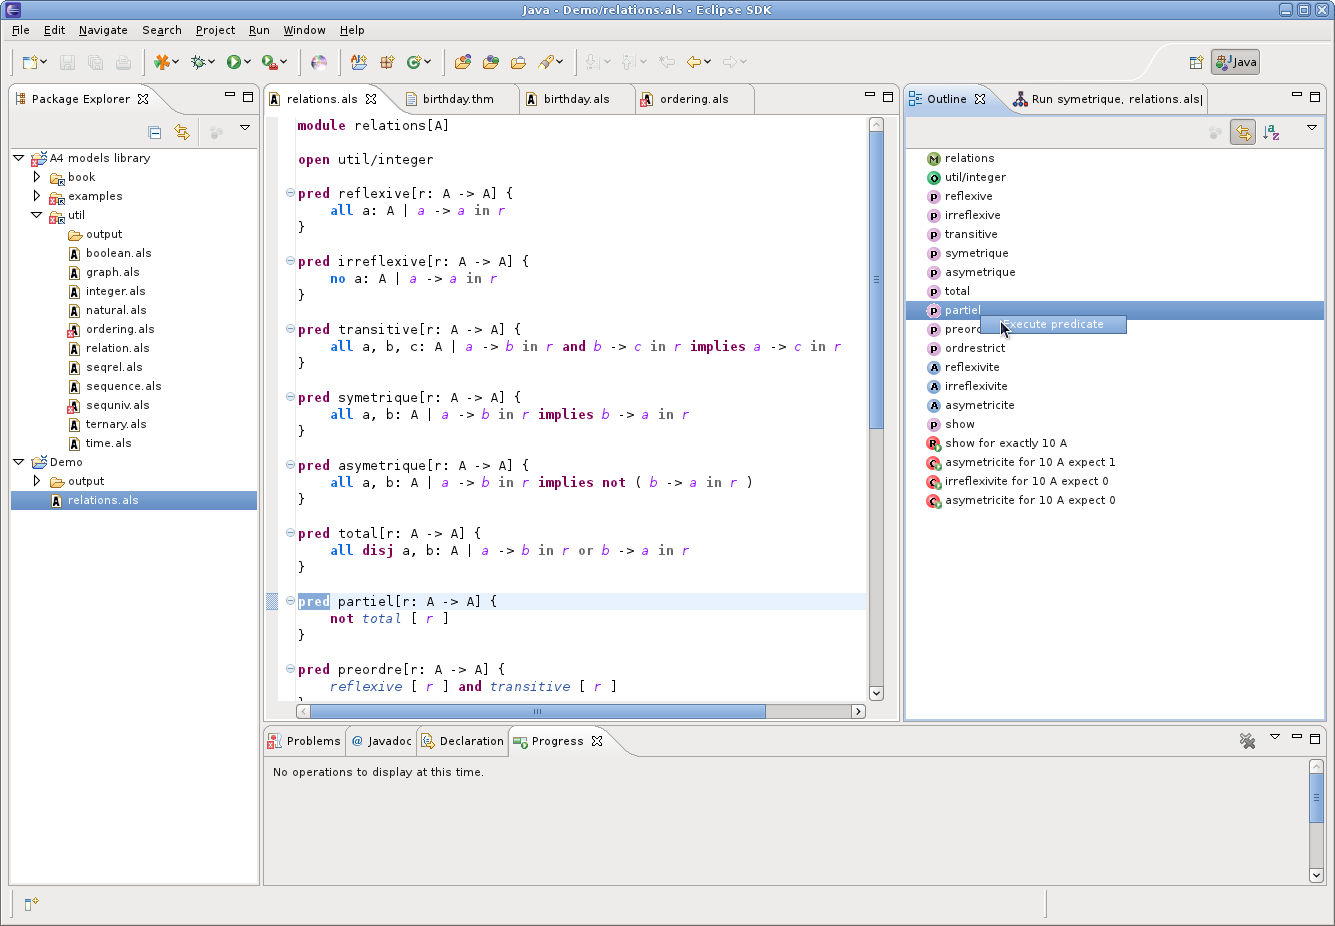 Java - Demo/relations.als - Eclipse SDK
File Edit Navigate Search Project Run Window Help
Java
Package Explorer
A4 models library
book
examples
util
output
boolean.als
graph.als
integer.als
natural.als
ordering.als
relation.als
seqrel.als
sequence.als
sequniv.als
ternary.als
time.als
Demo
output
relations.als
relations.als birthday.thm birthday.als ordering.als
module relations[A]
open util/integer
pred reflexive[r: A -> A] {
all a: A | a -> a in r
}
pred irreflexive[r: A -> A] {
no a: A | a -> a in r
}
pred transitive[r: A -> A] {
all a, b, c: A | a -> b in r and b -> c in r implies a -> c in r
}
pred symetrique[r: A -> A] {
all a, b: A | a -> b in r implies b -> a in r
}
pred asymetrique[r: A -> A] {
all a, b: A | a -> b in r implies not ( b -> a in r )
}
pred total[r: A -> A] {
all disj a, b: A | a -> b in r or b -> a in r
}
pred partiel[r: A -> A] {
not total [ r ]
}
pred preordre[r: A -> A] {
reflexive [ r ] and transitive [ r ]
Outline Run symetrique, relations.als
relations
util/integer
reflexive
irreflexive
transitive
symetrique
asymetrique
total
partiel
Execute predicate
preord
ordrestrict
reflexivite
irreflexivite
asymetricite
show
show for exactly 10 A
asymetricite for 10 A expect 1
irreflexivite for 10 A expect 0
asymetricite for 10 A expect 0
Problems @ Javadoc Declaration Progress
No operations to display at this time.